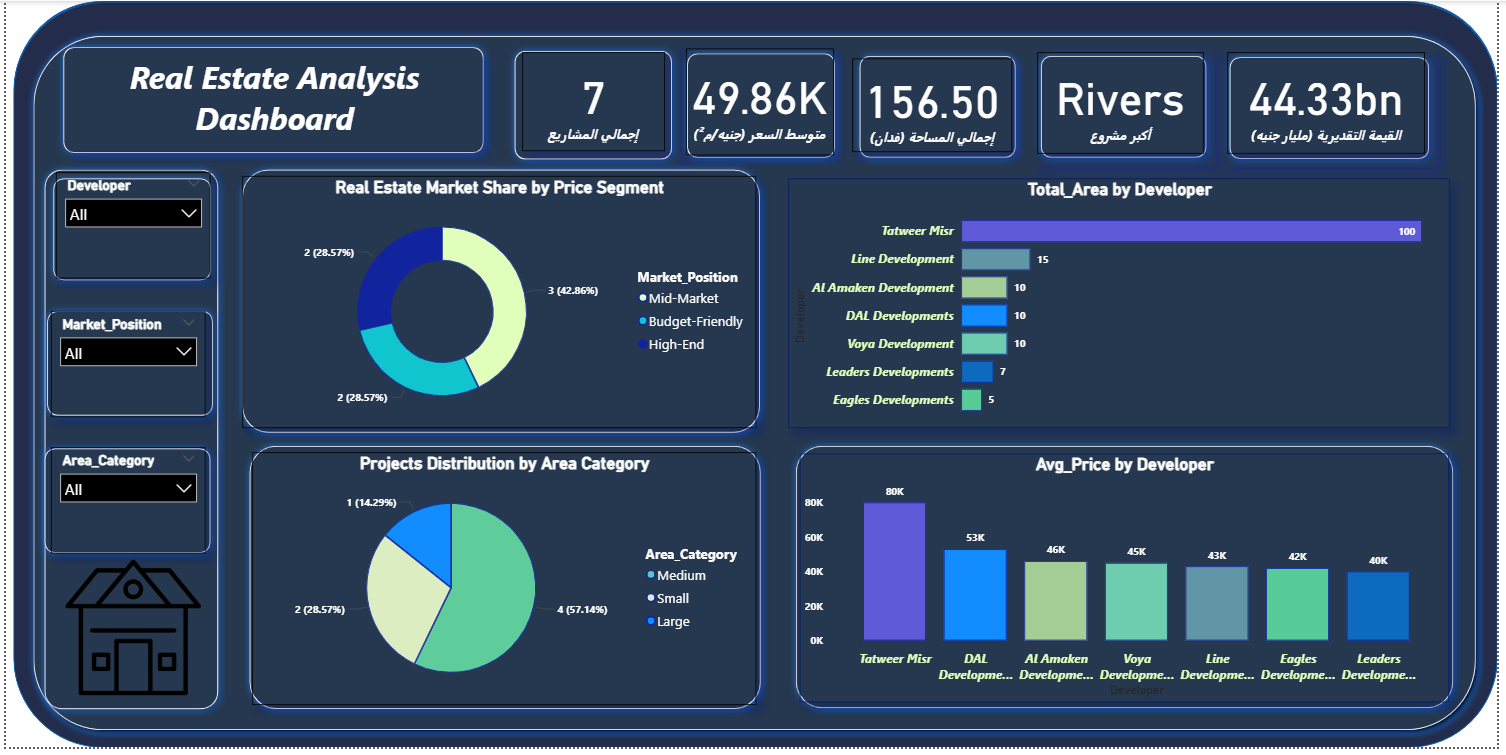 Real Estate Analysis
Dashboard
7
إجمالي المشاريع
49.86K
متوسط السعر (جنيه/م²)
156.50
إجمالي المساحة (فدان)
Rivers
أكبر مشروع
44.33bn
القيمة التقديرية (مليار جنيه)
Developer
All
Market_Position
All
Area_Category
All
Real Estate Market Share by Price Segment
2 (28.57%)
3 (42.86%)
2 (28.57%)
Market_Position
Mid-Market
Budget-Friendly
High-End
Total_Area by Developer
Developer
Tatweer Misr
100
Line Development
15
Al Amaken Development
10
DAL Developments
10
Voya Development
10
Leaders Developments
7
Eagles Developments
5
Projects Distribution by Area Category
1 (14.29%)
2 (28.57%)
4 (57.14%)
Area_Category
Medium
Small
Large
Avg_Price by Developer
80K
60K
40K
20K
0K
80K
53K
46K
45K
43K
42K
40K
Tatweer Misr
DAL
Developme...
Al Amaken
Developme...
Voya
Developme...
Line
Developme...
Eagles
Developme...
Leaders
Developme...
Developer